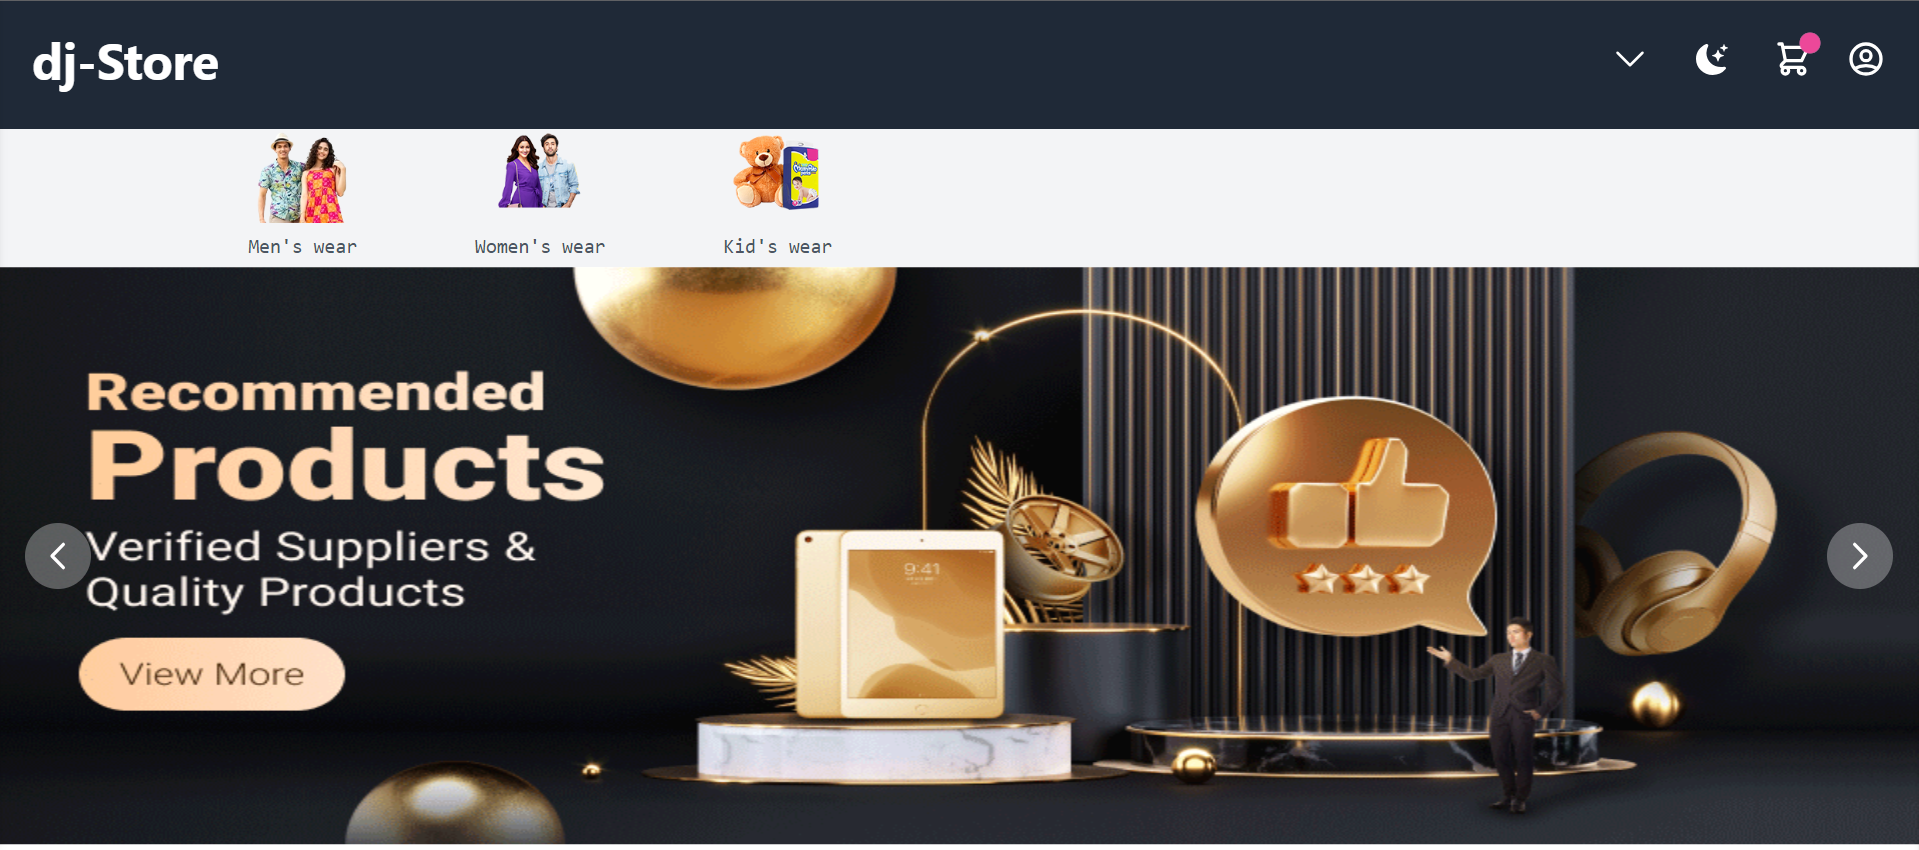 dj-Store
Men's wear
Women's wear
Kid's wear
Recommended
Products
Verified Suppliers &
Quality Products
View More
9:41